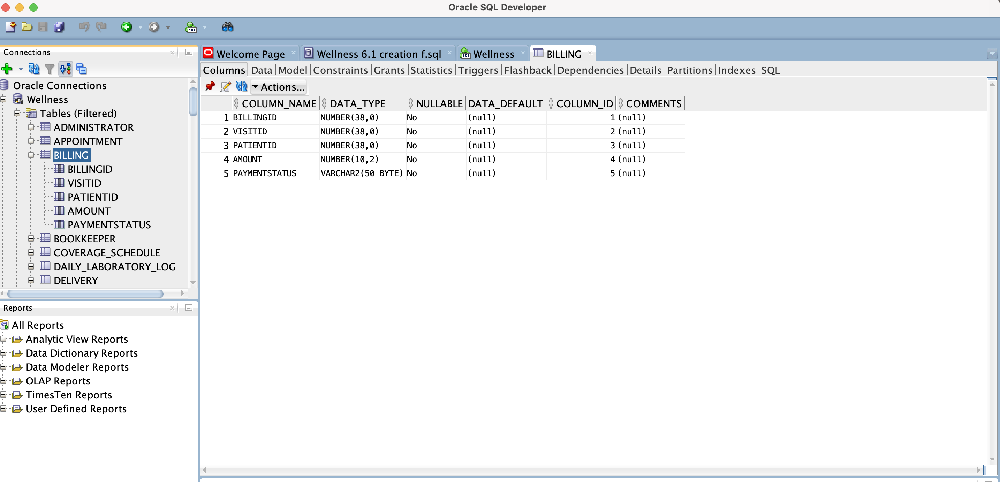 Oracle SQL Developer
SQL
Connections
Oracle Connections
Wellness
Tables (Filtered)
ADMINISTRATOR
APPOINTMENT
BILLING
BILLINGID
VISITID
PATIENTID
AMOUNT
PAYMENTSTATUS
BOOKKEEPER
COVERAGE_SCHEDULE
DAILY_LABORATORY_LOG
DELIVERY
Reports
All Reports
Analytic View Reports
Data Dictionary Reports
Data Modeler Reports
OLAP Reports
TimesTen Reports
User Defined Reports
Welcome Page Wellness 6.1 creation f.sql SQL Wellness BILLING
Columns Data Model Constraints Grants Statistics Triggers Flashback Dependencies Details Partitions Indexes SQL
Actions...
COLUMN_NAME DATA_TYPE NULLABLE DATA_DEFAULT COLUMN_ID COMMENTS
1 BILLINGID NUMBER(38,0) No (null) 1 (null)
2 VISITID NUMBER(38,0) No (null) 2 (null)
3 PATIENTID NUMBER(38,0) No (null) 3 (null)
4 AMOUNT NUMBER(10,2) No (null) 4 (null)
5 PAYMENTSTATUS VARCHAR2(50 BYTE) No (null) 5 (null)